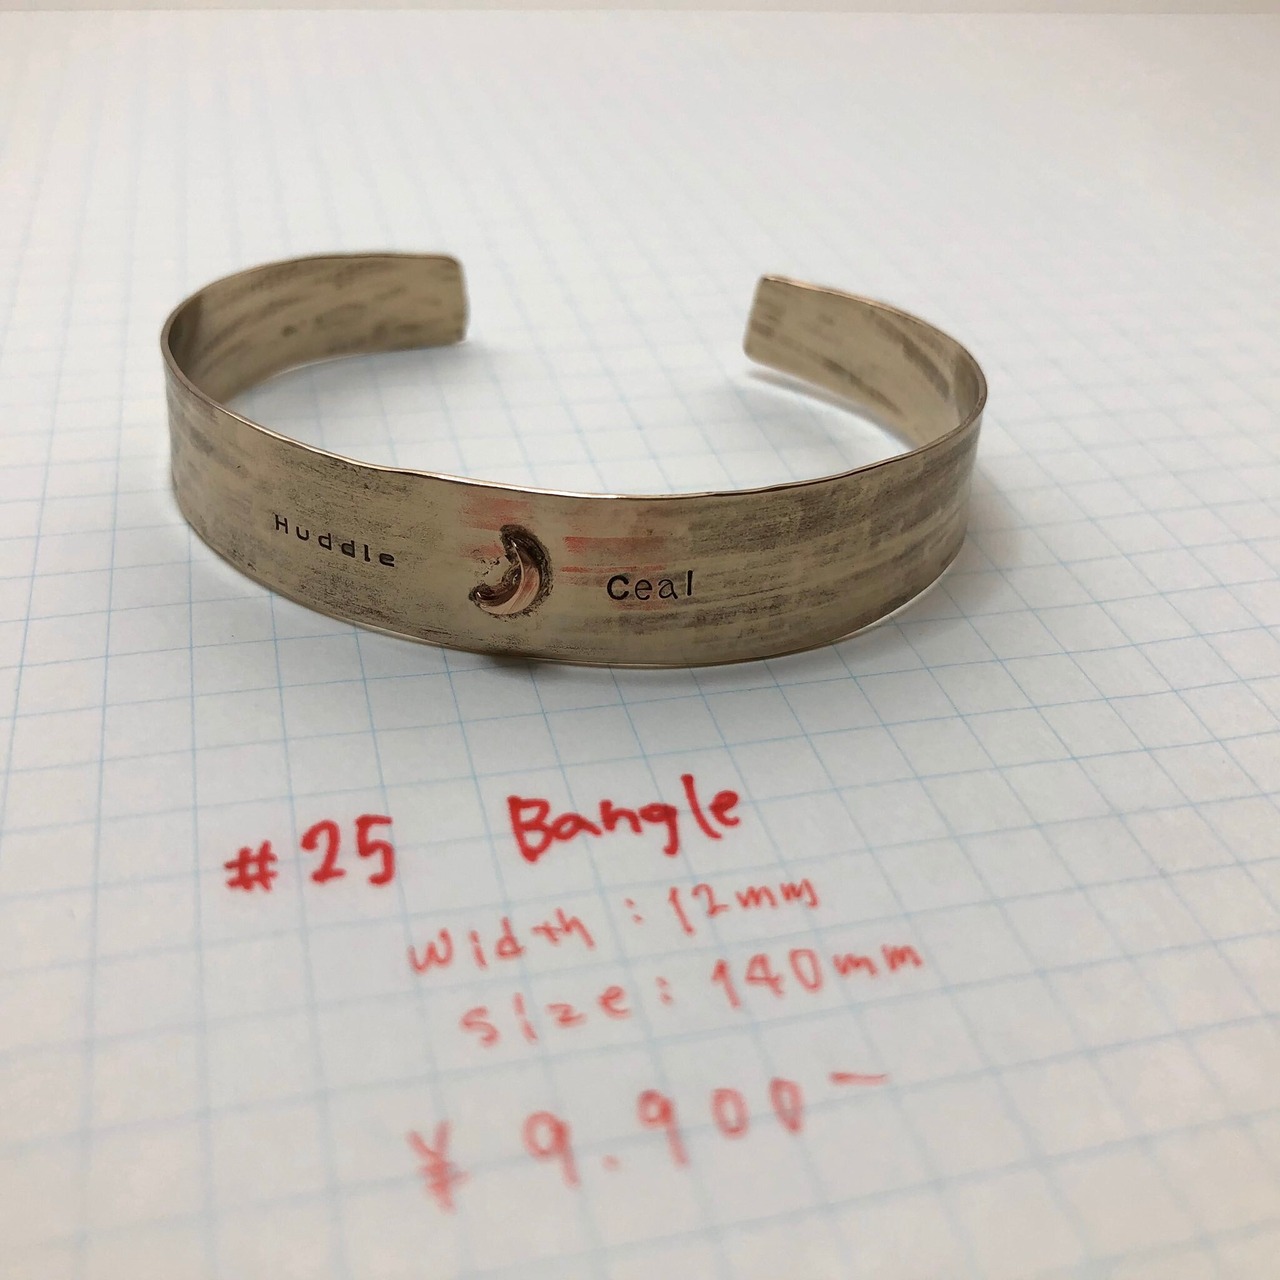 Huddle Ceal
#25 Bangle
width : 12mm
size : 140mm
¥ 9.900-